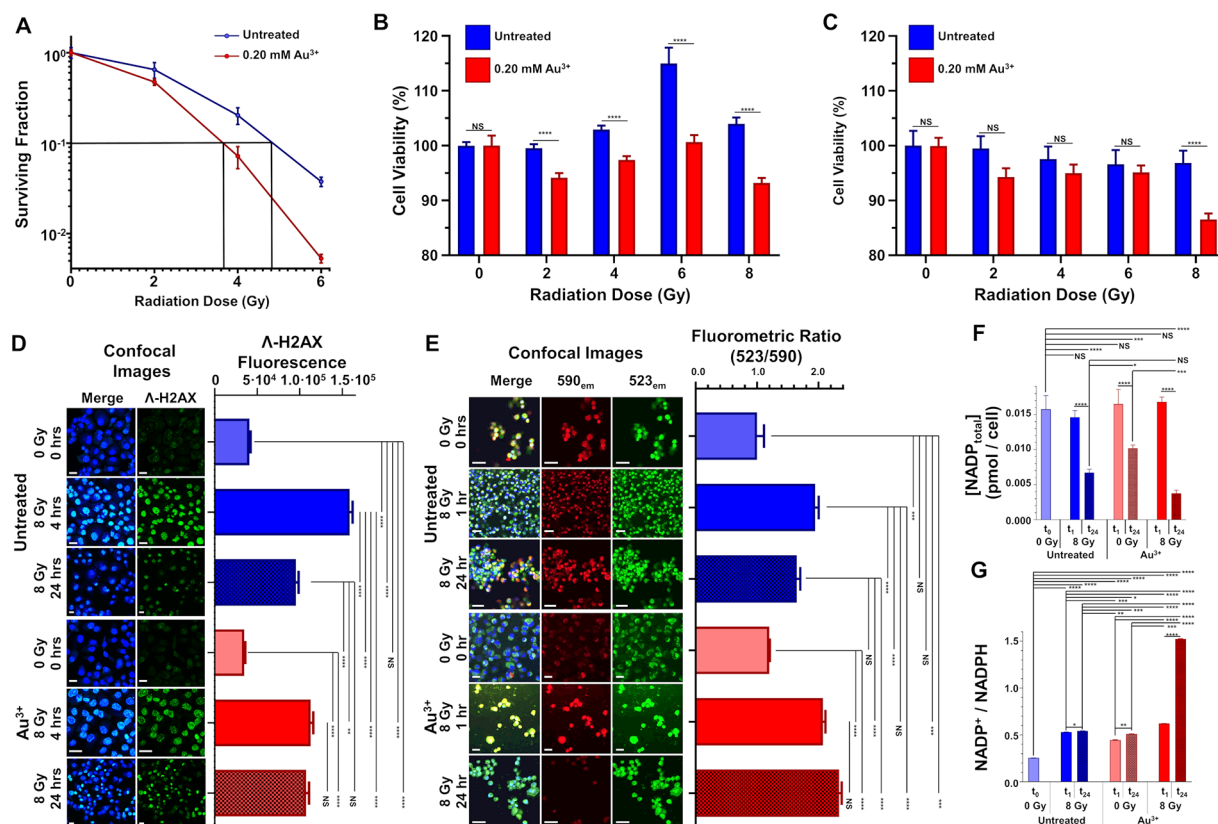 A
Untreated
0.20 mM Au³⁺
10⁰
10⁻¹
10⁻²
Surviving Fraction
0 2 4 6
Radiation Dose (Gy)
B
Untreated
0.20 mM Au³⁺
120
110
100
90
80
Cell Viability (%)
NS **** **** **** ****
0 2 4 6 8
Radiation Dose (Gy)
C
Untreated
0.20 mM Au³⁺
120
110
100
90
80
Cell Viability (%)
NS NS NS NS ****
0 2 4 6 8
Radiation Dose (Gy)
D
Confocal
Images
Merge Λ-H2AX
Λ-H2AX
Fluorescence
0 5·10⁴ 1.0×10⁵ 1.5×10⁵
Untreated
0 Gy
0 hrs
8 Gy
4 hrs
8 Gy
24 hrs
Au³⁺
0 Gy
0 hrs
8 Gy
4 hrs
8 Gy
24 hrs
E
Confocal Images
Merge 590em 523em
Fluorometric Ratio
(523/590)
0.0 1.0 2.0
Untreated
0 Gy
0 hrs
8 Gy
1 hr
8 Gy
24 hr
Au³⁺
0 Gy
0 hr
8 Gy
1 hr
8 Gy
24 hr
F
****
NS
***
NS
****
NS
NS
*
***
**** **** ****
[NADPtotal]
(pmol / cell)
0.015
0.010
0.005
0.000
t₀ t₁ t₂₄ t₁ t₂₄ t₁ t₂₄
0 Gy 8 Gy 0 Gy 8 Gy
Untreated Au³⁺
G
NADP⁺ / NADPH
1.5
1.0
0.5
0.0
* ** ****
t₀ t₁ t₂₄ t₁ t₂₄ t₁ t₂₄
0 Gy 8 Gy 0 Gy 8 Gy
Untreated Au³⁺